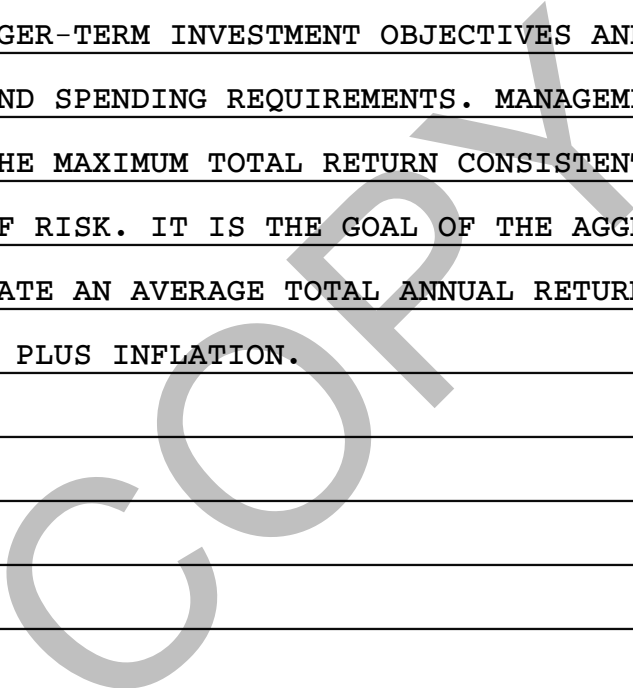 GER-TERM INVESTMENT OBJECTIVES AN
ND SPENDING REQUIREMENTS. MANAGEM
HE MAXIMUM TOTAL RETURN CONSISTEN
F RISK. IT IS THE GOAL OF THE AGG
ATE AN AVERAGE TOTAL ANNUAL RETUR
PLUS INFLATION.
COPY